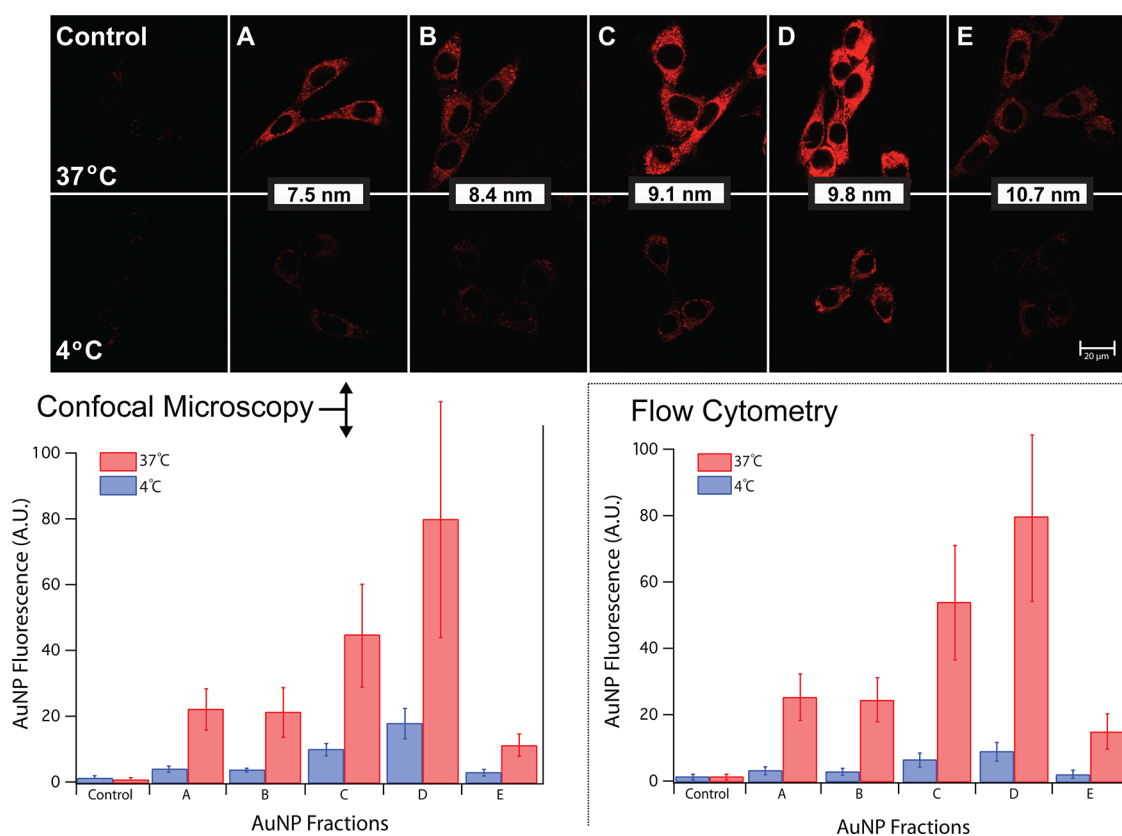 Control
A
B
C
D
E
37°C
7.5 nm
8.4 nm
9.1 nm
9.8 nm
10.7 nm
4°C
20 μm
Confocal Microscopy
AuNP Fluorescence (A.U.)
100
80
60
40
20
0
37°C
4°C
Control
A
B
C
D
E
AuNP Fractions
Flow Cytometry
AuNP Fluorescence (A.U.)
100
80
60
40
20
0
37°C
4°C
Control
A
B
C
D
E
AuNP Fractions